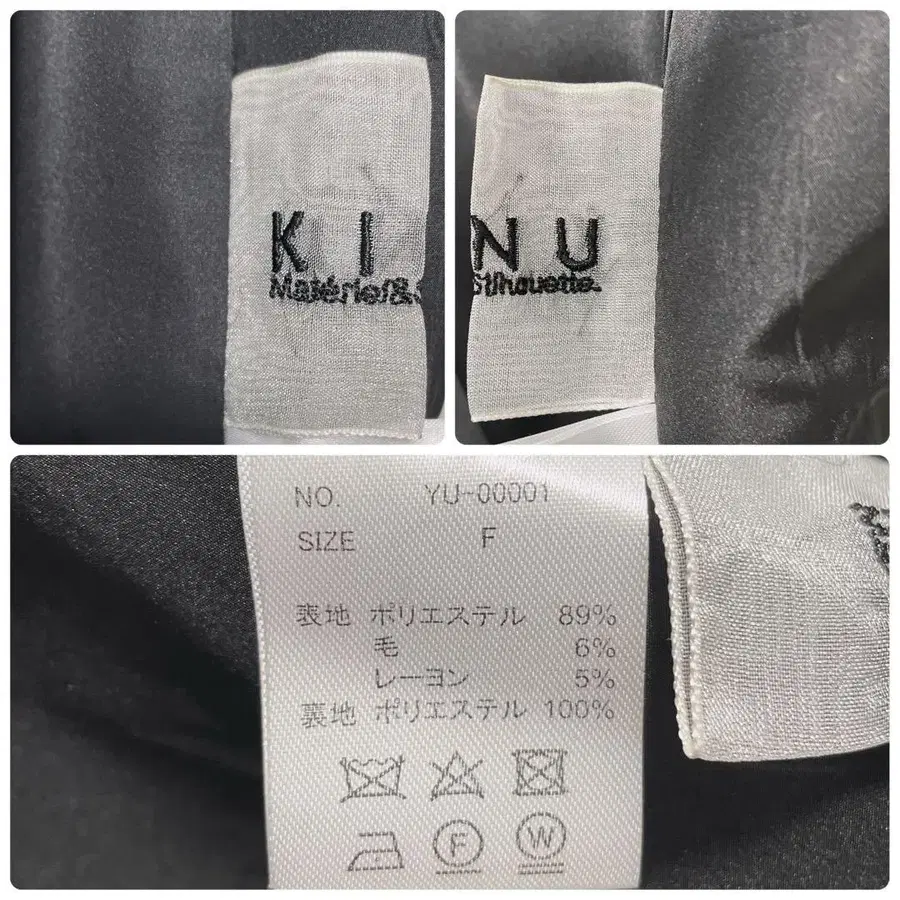 K I
Matériel&
N U
Silhouette.
NO. YU-00001
SIZE F
表地 ポリエステル 89%
毛 6%
レーヨン 5%
裏地 ポリエステル 100%
F W